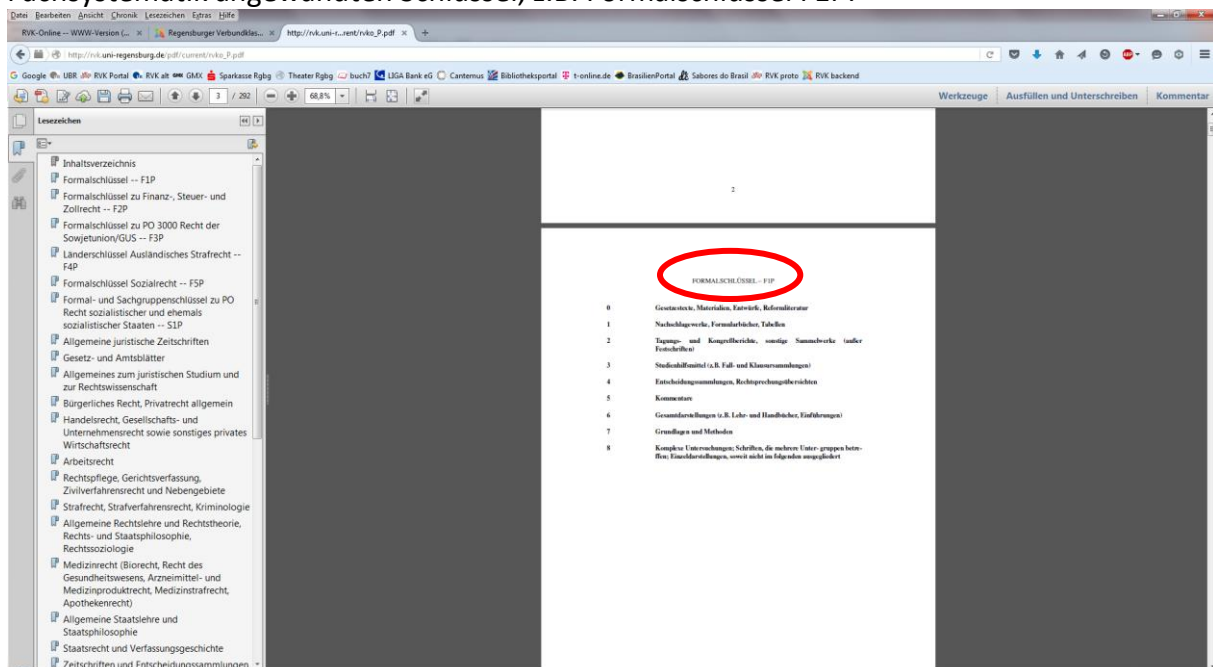 Fachsystematik angewandten Schlüssel, z.B. Formalschlüssel F1P:
Datei Bearbeiten Ansicht Chronik Lesezeichen Extras Hilfe
RVK-Online -- WWW-Version (... × Regensburger Verbundklas... × http://rvk.uni-r...rent/rvko_P.pdf × +
http://rvk.uni-regensburg.de/pdf/current/rvko_P.pdf
Google UBR RVK Portal RVK alt GMX Sparkasse Rgbg Theater Rgbg buch7 LIGA Bank eG Cantemus Bibliotheksportal t-online.de BrasilienPortal Sabores do Brasil RVK proto RVK backend
3 / 292 68,8% Werkzeuge Ausfüllen und Unterschreiben Kommentar
Lesezeichen
Inhaltsverzeichnis
Formalschlüssel -- F1P
Formalschlüssel zu Finanz-, Steuer- und
Zollrecht -- F2P
Formalschlüssel zu PO 3000 Recht der
Sowjetunion/GUS -- F3P
Länderschlüssel Ausländisches Strafrecht --
F4P
Formalschlüssel Sozialrecht -- F5P
Formal- und Sachgruppenschlüssel zu PO
Recht sozialistischer und ehemals
sozialistischer Staaten -- S1P
Allgemeine juristische Zeitschriften
Gesetz- und Amtsblätter
Allgemeines zum juristischen Studium und
zur Rechtswissenschaft
Bürgerliches Recht, Privatrecht allgemein
Handelsrecht, Gesellschafts- und
Unternehmensrecht sowie sonstiges privates
Wirtschaftsrecht
Arbeitsrecht
Rechtspflege, Gerichtsverfassung,
Zivilverfahrensrecht und Nebengebiete
Strafrecht, Strafverfahrensrecht, Kriminologie
Allgemeine Rechtslehre und Rechtstheorie,
Rechts- und Staatsphilosophie,
Rechtssoziologie
Medizinrecht (Biorecht, Recht des
Gesundheitswesens, Arzneimittel- und
Medizinproduktrecht, Medizinstrafrecht,
Apothekenrecht)
Allgemeine Staatslehre und
Staatsphilosophie
Staatsrecht und Verfassungsgeschichte
Zeitschriften und Entscheidungssammlungen
2
FORMALSCHLÜSSEL – F1P
0 Gesetzestexte, Materialien, Entwürfe, Reformliteratur
1 Nachschlagewerke, Formularbücher, Tabellen
2 Tagungs- und Kongreßberichte, sonstige Sammelwerke (außer
Festschriften)
3 Studienhilfsmittel (z.B. Fall- und Klausursammlungen)
4 Entscheidungssammlungen, Rechtsprechungsübersichten
5 Kommentare
6 Gesamtdarstellungen (z.B. Lehr- und Handbücher, Einführungen)
7 Grundlagen und Methoden
8 Komplexe Untersuchungen; Schriften, die mehrere Unter- gruppen betre-
ffen; Einzeldarstellungen, soweit nicht im folgenden ausgegliedert